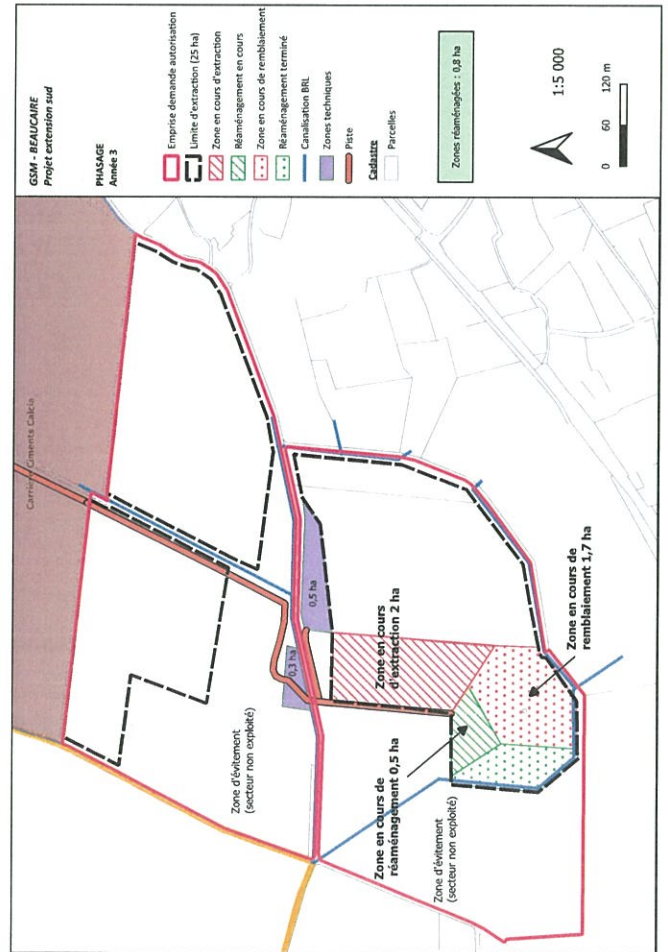 GSM - BEAUCAIRE
Projet extension sud
PHASAGE
Année 3
Emprise demande autorisation
Limite d'extraction (25 ha)
Zone en cours d'extraction
Réaménagement en cours
Zone en cours de remblaiement
Réaménagement terminé
Canalisation BRL
Zones techniques
Piste
Cadastre
Parcelles
Zones réaménagées : 0,8 ha
1:5 000
0 60 120 m
Carrière Ciments Calcia
Zone d'évitement
(secteur non exploité)
0,3 ha
0,5 ha
Zone en cours
d'extraction 2 ha
Zone en cours de
réaménagement 0,5 ha
Zone d'évitement
(secteur non exploité)
Zone en cours de
remblaiement 1,7 ha